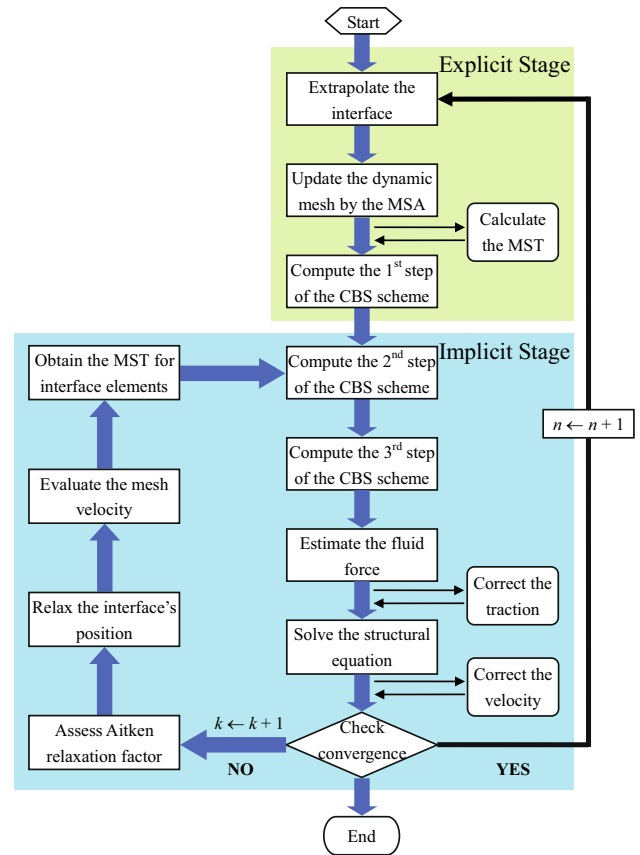 Start
Explicit Stage
Extrapolate the
interface
Update the dynamic
mesh by the MSA
Calculate
the MST
Compute the 1st step
of the CBS scheme
Implicit Stage
Obtain the MST for
interface elements
Compute the 2nd step
of the CBS scheme
n ← n + 1
Evaluate the mesh
velocity
Compute the 3rd step
of the CBS scheme
Relax the interface's
position
Estimate the fluid
force
Correct the
traction
Solve the structural
equation
Correct the
velocity
Assess Aitken
relaxation factor
k ← k + 1
Check
convergence
NO
YES
End